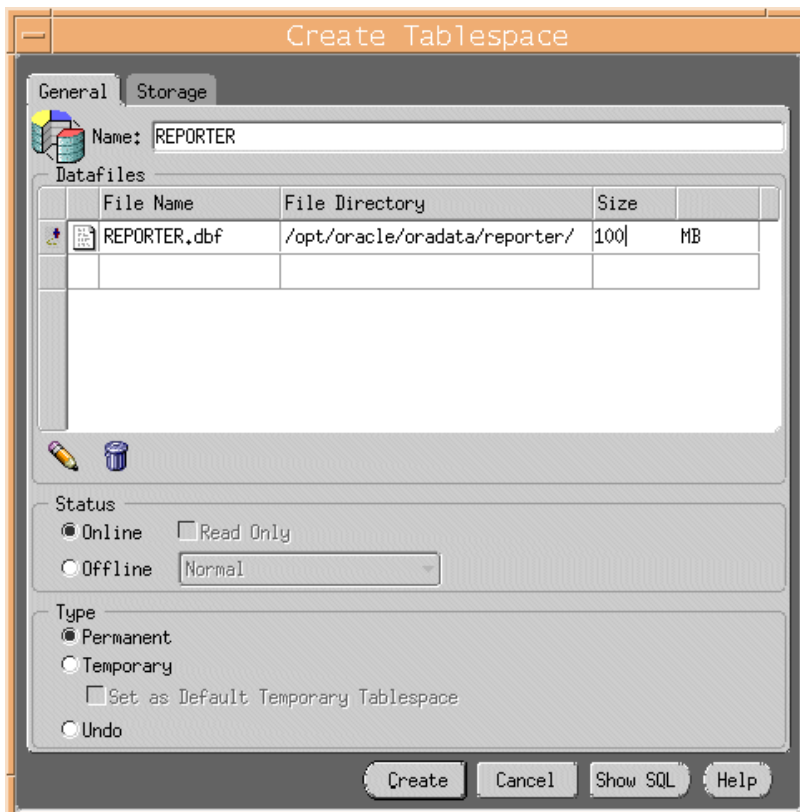 Create Tablespace
General Storage
Name: REPORTER
Datafiles
File Name File Directory Size
REPORTER.dbf /opt/oracle/oradata/reporter/ 100 MB
Status
Online Read Only
Offline Normal
Type
Permanent
Temporary
Set as Default Temporary Tablespace
Undo
Create Cancel Show SQL Help